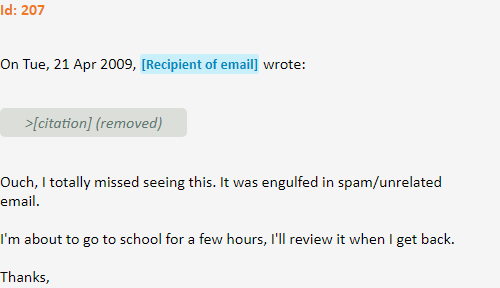 Id: 207
On Tue, 21 Apr 2009, [Recipient of email] wrote:
>[citation] (removed)
Ouch, I totally missed seeing this. It was engulfed in spam/unrelated
email.
I'm about to go to school for a few hours, I'll review it when I get back.
Thanks,